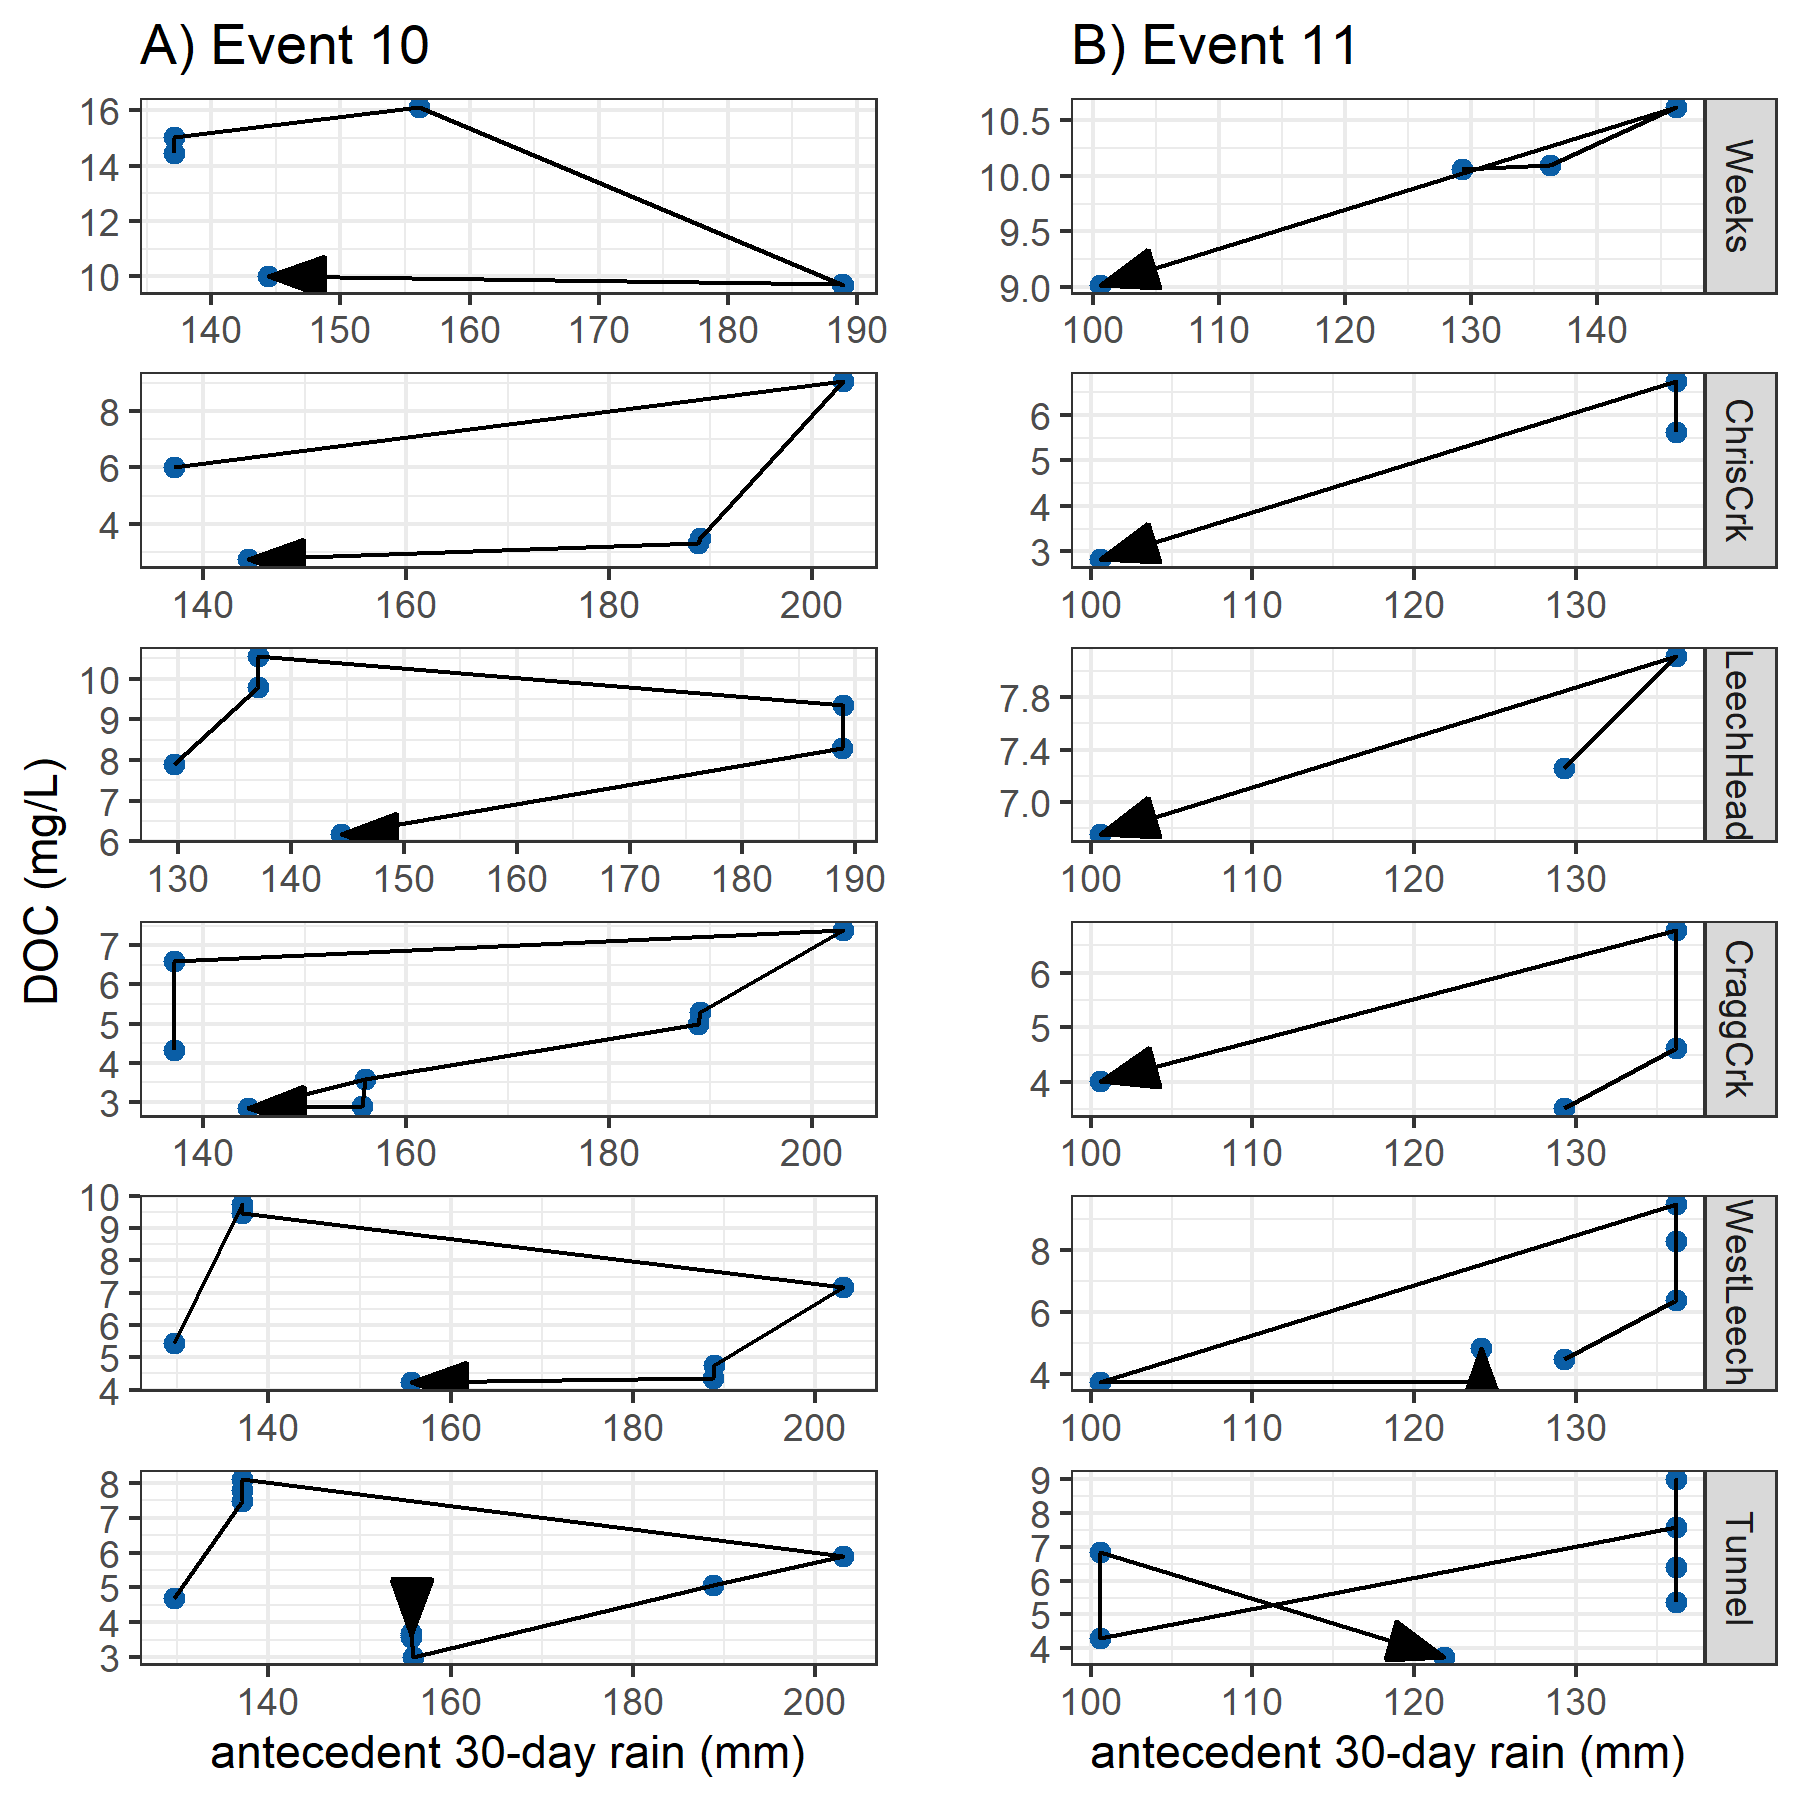 A) Event 10
B) Event 11
DOC (mg/L)
16
14
12
10
140 150 160 170 180 190
10.5
10.0
9.5
9.0
100 110 120 130 140
Weeks
8
6
4
140 160 180 200
6
5
4
3
100 110 120 130
ChrisCrk
10
9
8
7
6
130 140 150 160 170 180 190
7.8
7.4
7.0
100 110 120 130
LeechHead
7
6
5
4
3
140 160 180 200
6
5
4
100 110 120 130
CraggCrk
10
9
8
7
6
5
4
140 160 180 200
8
6
4
100 110 120 130
WestLeech
8
7
6
5
4
3
140 160 180 200
9
8
7
6
5
4
100 110 120 130
Tunnel
antecedent 30-day rain (mm)
antecedent 30-day rain (mm)